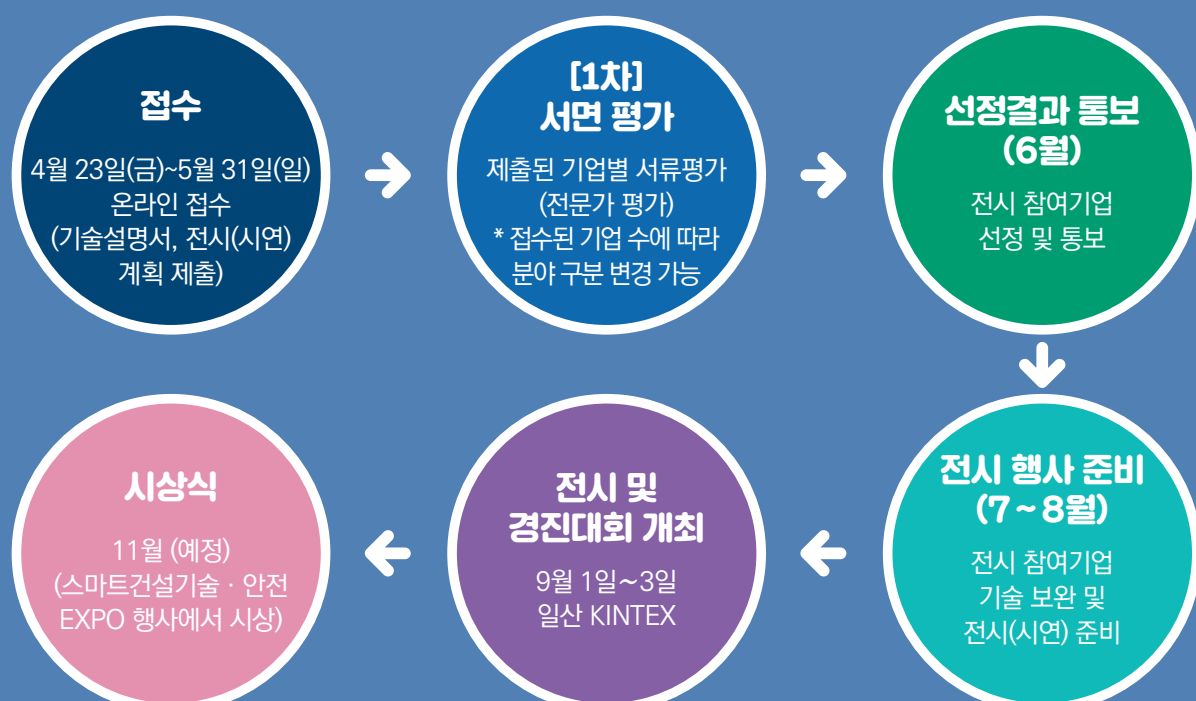 접수
4월 23일(금)~5월 31일(일)
온라인 접수
(기술설명서, 전시(시연)
계획 제출)
[1차]
서면 평가
제출된 기업별 서류평가
(전문가 평가)
* 접수된 기업 수에 따라
분야 구분 변경 가능
선정결과 통보
(6월)
전시 참여기업
선정 및 통보
전시 행사 준비
(7~8월)
전시 참여기업
기술 보완 및
전시(시연) 준비
전시 및
경진대회 개최
9월 1일~3일
일산 KINTEX
시상식
11월 (예정)
(스마트건설기술 · 안전
EXPO 행사에서 시상)